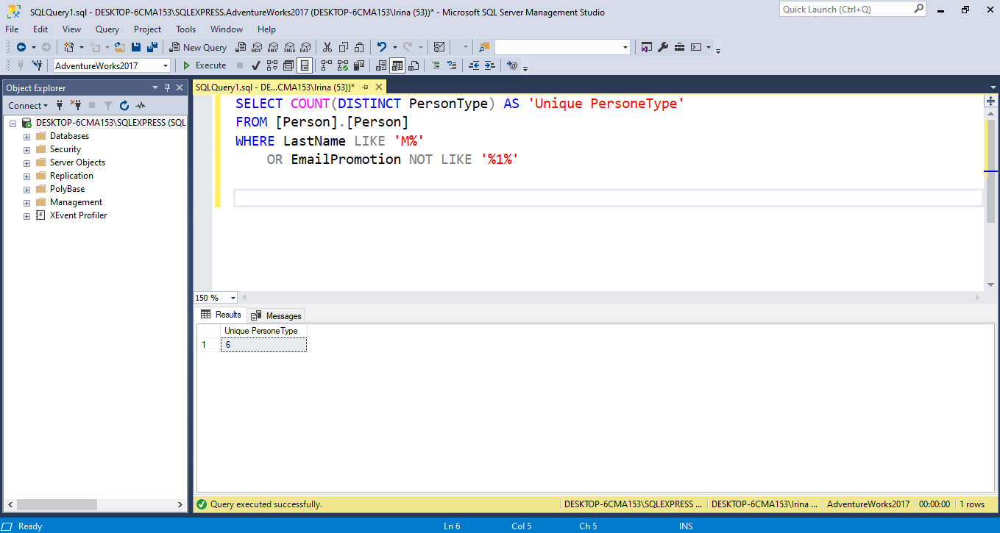 SQLQuery1.sql - DESKTOP-6CMA153\SQLEXPRESS.AdventureWorks2017 (DESKTOP-6CMA153\Irina (53))* - Microsoft SQL Server Management Studio
Quick Launch (Ctrl+Q)
File Edit View Query Project Tools Window Help
New Query MDX DMX XMLA DAX
AdventureWorks2017 Execute
Object Explorer
Connect
DESKTOP-6CMA153\SQLEXPRESS (SQL
Databases
Security
Server Objects
Replication
PolyBase
Management
XEvent Profiler
SQLQuery1.sql - DE...CMA153\Irina (53))*
SELECT COUNT(DISTINCT PersonType) AS 'Unique PersoneType'
FROM [Person].[Person]
WHERE LastName LIKE 'M%'
OR EmailPromotion NOT LIKE '%1%'
150 %
Results Messages
Unique PersoneType
1 6
Query executed successfully. DESKTOP-6CMA153\SQLEXPRESS ... DESKTOP-6CMA153\Irina ... AdventureWorks2017 00:00:00 1 rows
Ready Ln 6 Col 5 Ch 5 INS